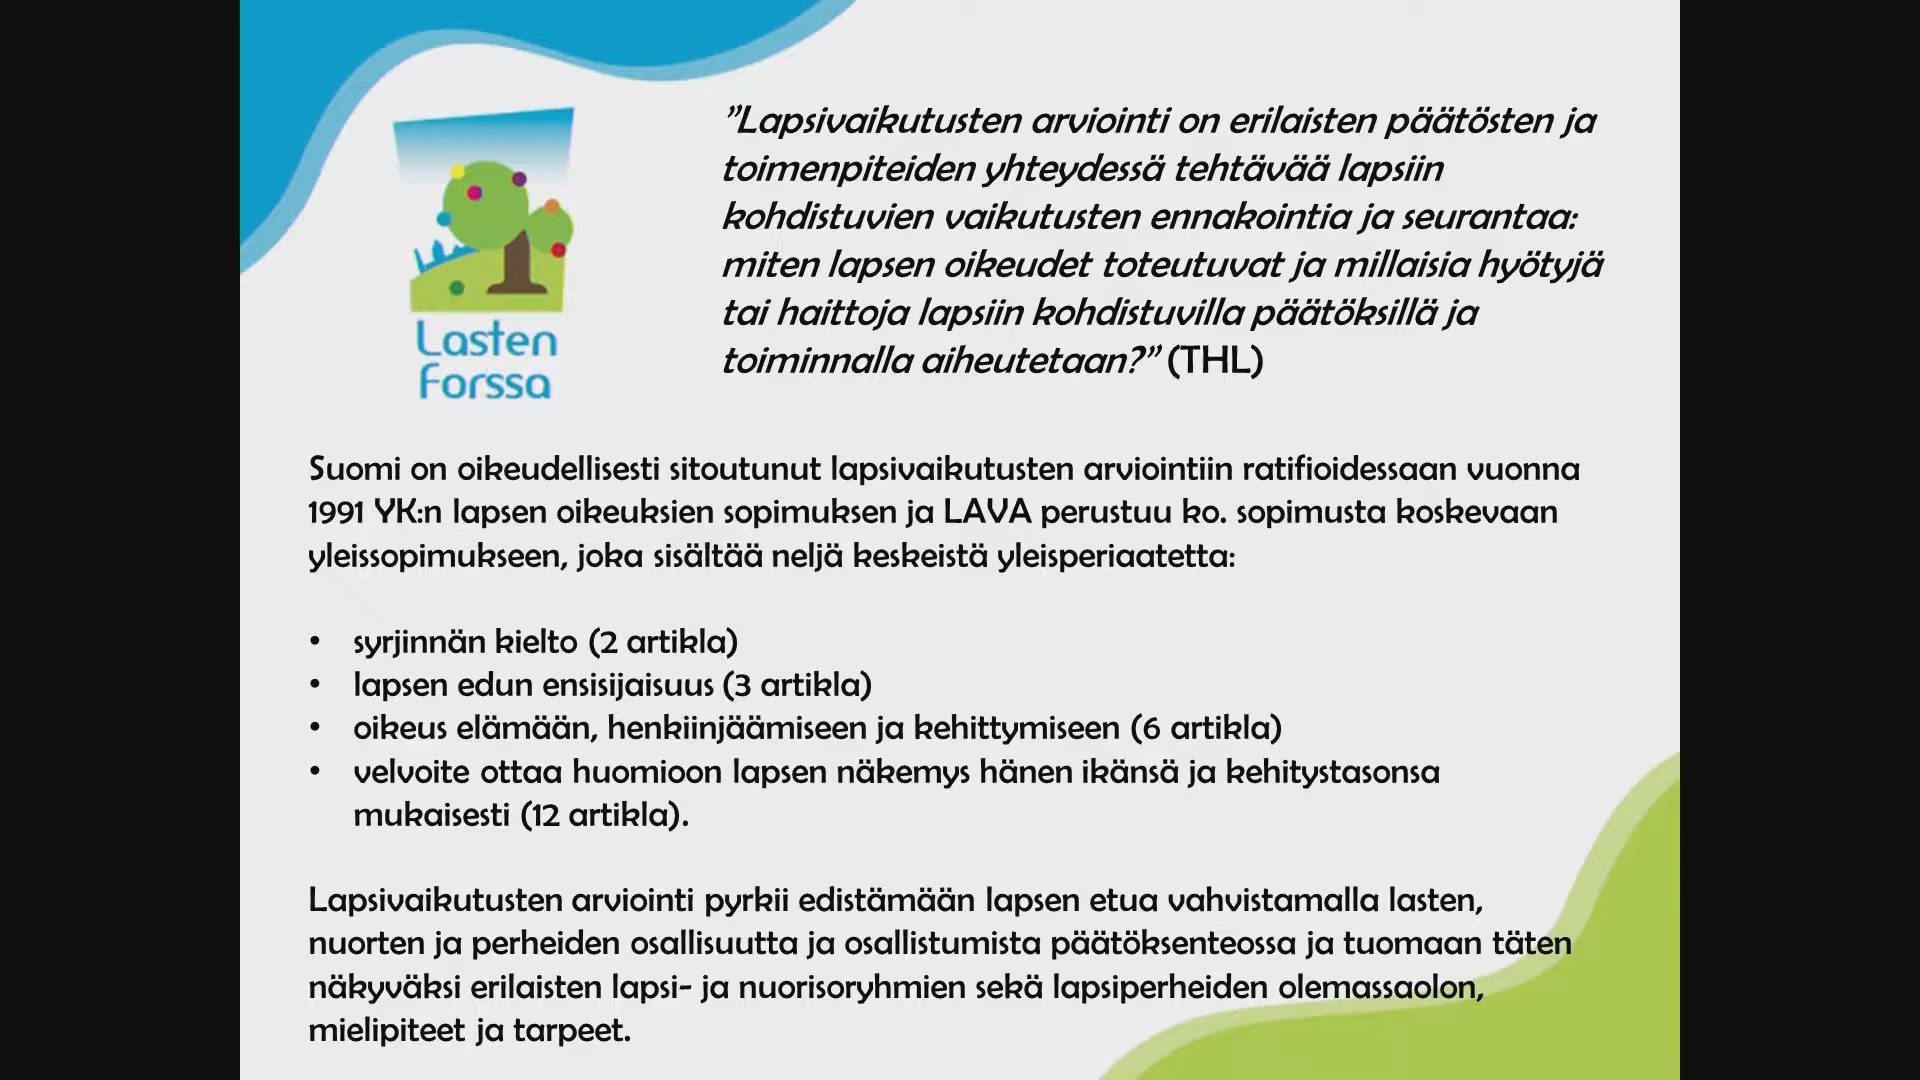 Lasten
Forssa
"Lapsivaikutusten arviointi on erilaisten päätösten ja
toimenpiteiden yhteydessä tehtävää lapsiin
kohdistuvien vaikutusten ennakointia ja seurantaa:
miten lapsen oikeudet toteutuvat ja millaisia hyötyjä
tai haittoja lapsiin kohdistuvilla päätöksillä ja
toiminnalla aiheutetaan?" (THL)
Suomi on oikeudellisesti sitoutunut lapsivaikutusten arviointiin ratifioidessaan vuonna
1991 YK:n lapsen oikeuksien sopimuksen ja LAVA perustuu ko. sopimusta koskevaan
yleissopimukseen, joka sisältää neljä keskeistä yleisperiaatetta:
• syrjinnän kielto (2 artikla)
• lapsen edun ensisijaisuus (3 artikla)
• oikeus elämään, henkiinjäämiseen ja kehittymiseen (6 artikla)
• velvoite ottaa huomioon lapsen näkemys hänen ikänsä ja kehitystasonsa
mukaisesti (12 artikla).
Lapsivaikutusten arviointi pyrkii edistämään lapsen etua vahvistamalla lasten,
nuorten ja perheiden osallisuutta ja osallistumista päätöksenteossa ja tuomaan täten
näkyväksi erilaisten lapsi- ja nuorisoryhmien sekä lapsiperheiden olemassaolon,
mielipiteet ja tarpeet.